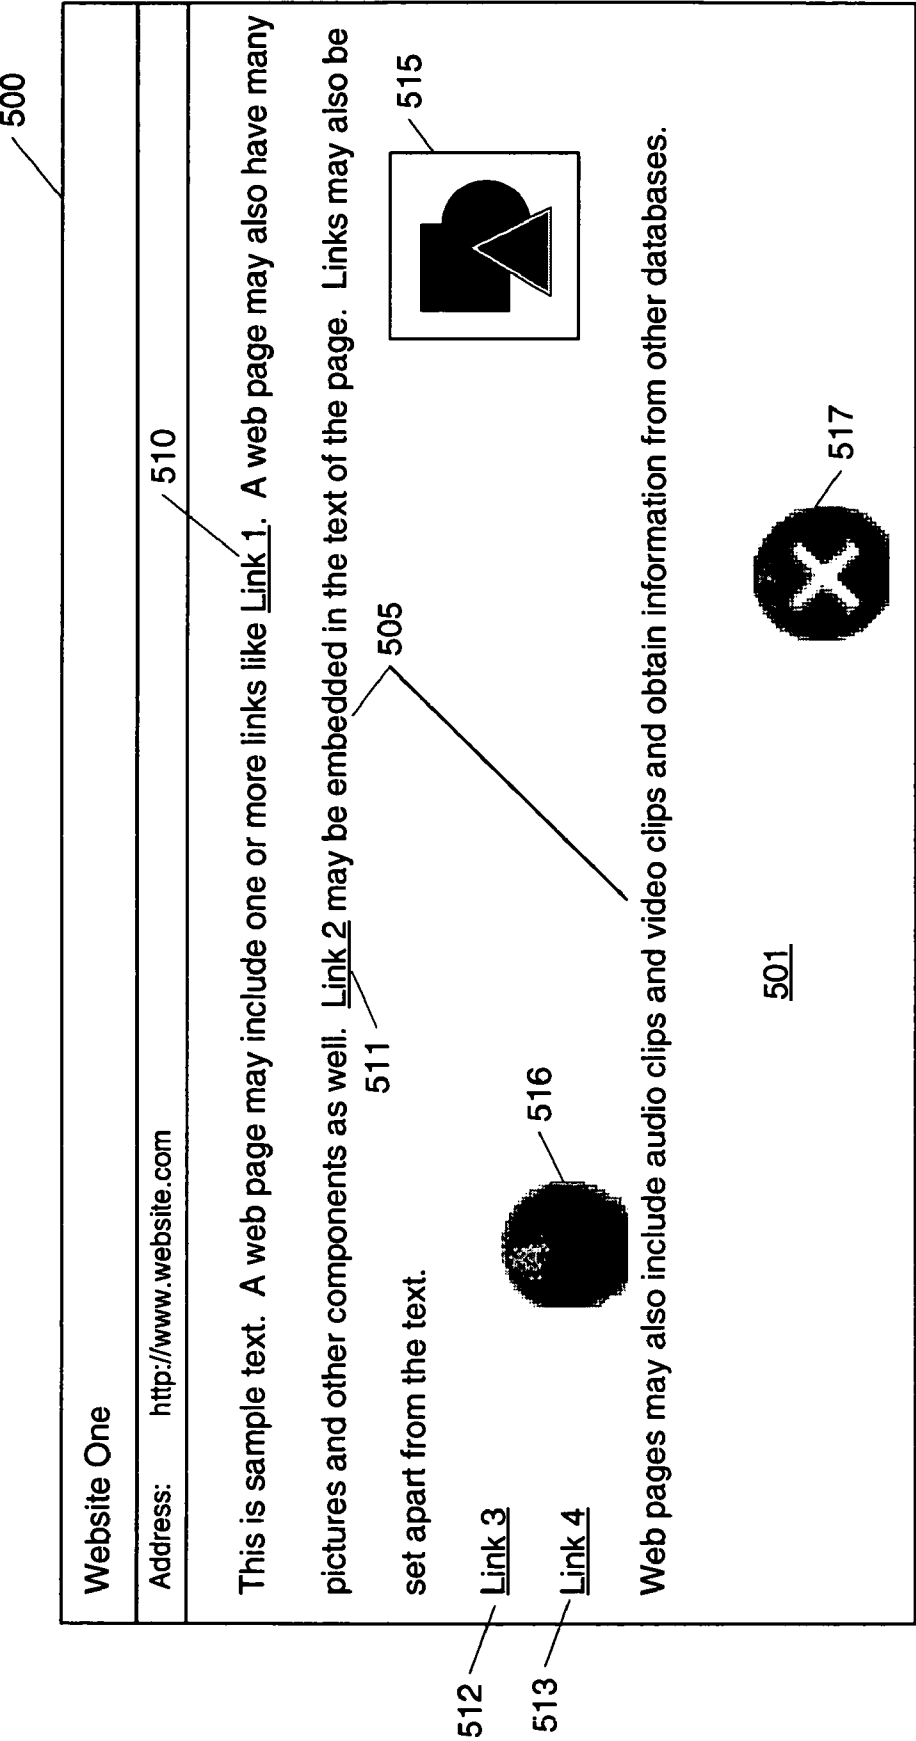 500
Website One
Address: http://www.website.com
510
This is sample text. A web page may include one or more links like Link 1. A web page may also have many
pictures and other components as well. Link 2 may be embedded in the text of the page. Links may also be
511
505
515
set apart from the text.
512
Link 3
516
513
Link 4
Web pages may also include audio clips and video clips and obtain information from other databases.
501
517